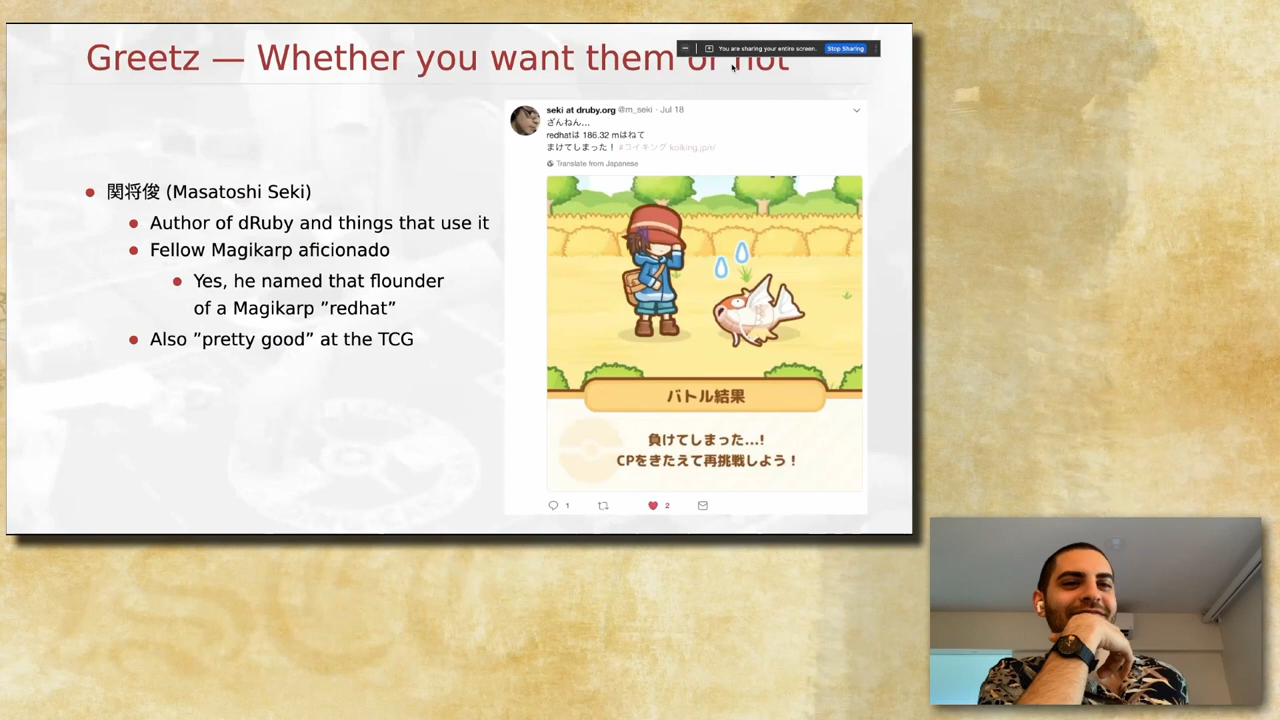 Greetz — Whether you want them or not
You are sharing your entire screen.
Stop Sharing
関将俊 (Masatoshi Seki)
Author of dRuby and things that use it
Fellow Magikarp aficionado
Yes, he named that flounder
of a Magikarp ”redhat”
Also ”pretty good” at the TCG
seki at druby.org @m_seki · Jul 18
ざんねん...
redhatは 186.32 mはねて
まけてしまった！ #コイキング koiking.jp/r/
Translate from Japanese
バトル結果
負けてしまった...!
CPをきたえて再挑戦しよう！
1
2